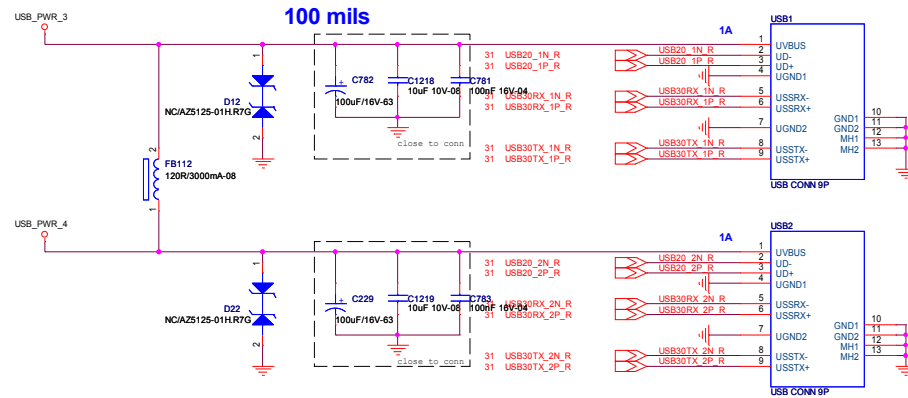 100 mils
USB_PWR_3
USB1
1A
1 UVBUS
31 USB20_1N_R
USB20_1N_R
2 UD-
31 USB20_1P_R
USB20_1P_R
3 UD+
4 UGND1
1
C782
C1218
C781
100uF/16V-63
10uF 10V-08
100nF 16V-04
D12
NC/AZ5125-01H.R7G
2
31 USB30RX_1N_R
USB30RX_1N_R
5 USSRX-
31 USB30RX_1P_R
USB30RX_1P_R
6 USSRX+
GND1 10
GND2 11
MH1 12
MH2 13
7 UGND2
close to conn
31 USB30TX_1N_R
USB30TX_1N_R
8 USSTX-
31 USB30TX_1P_R
USB30TX_1P_R
9 USSTX+
USB CONN 9P
2
FB112
120R/3000mA-08
1
USB_PWR_4
USB2
1A
1 UVBUS
31 USB20_2N_R
USB20_2N_R
2 UD-
31 USB20_2P_R
USB20_2P_R
3 UD+
4 UGND1
1
C229
C1219
C783
100uF/16V-63
10uF 10V-08
100nF 16V-04
D22
NC/AZ5125-01H.R7G
2
31 USB30RX_2N_R
USB30RX_2N_R
5 USSRX-
31 USB30RX_2P_R
USB30RX_2P_R
6 USSRX+
GND1 10
GND2 11
MH1 12
MH2 13
7 UGND2
close to conn
31 USB30TX_2N_R
USB30TX_2N_R
8 USSTX-
31 USB30TX_2P_R
USB30TX_2P_R
9 USSTX+
USB CONN 9P